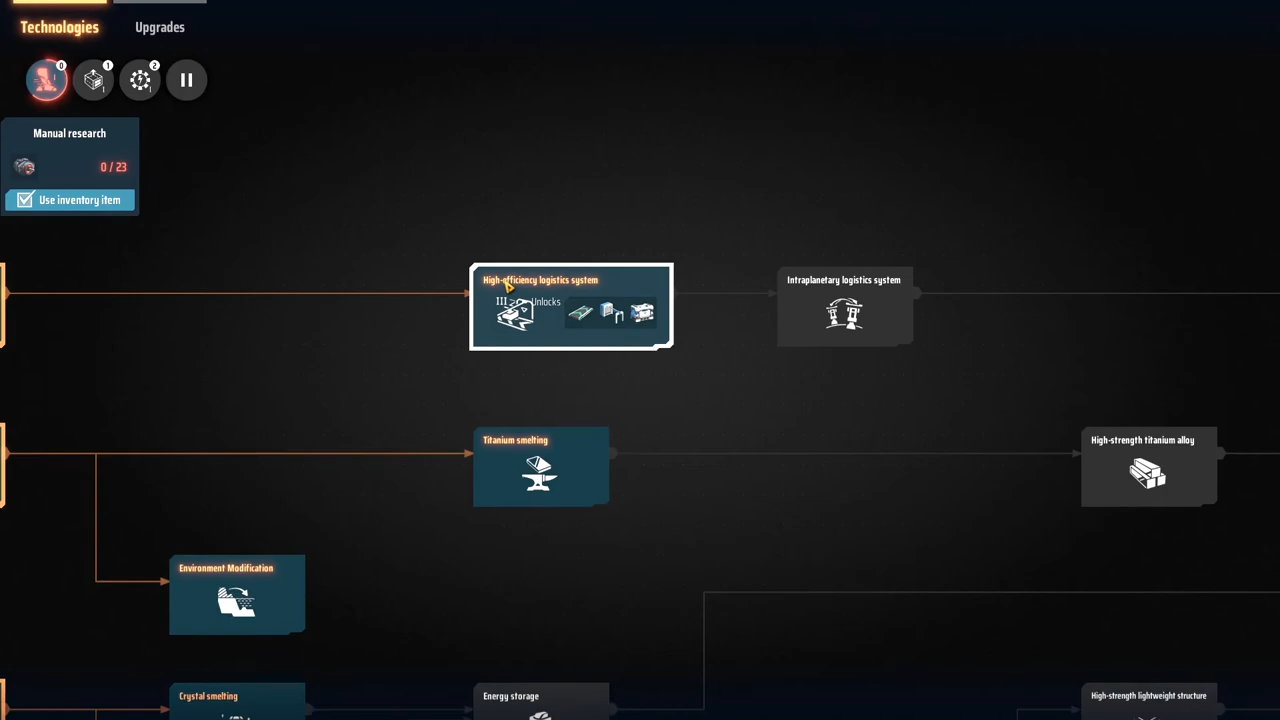 Technologies
Upgrades
0
1
2
Manual research
0 / 23
Use inventory item
High-efficiency logistics system
III
Unlocks
Intraplanetary logistics system
Titanium smelting
High-strength titanium alloy
Environment Modification
Crystal smelting
Energy storage
High-strength lightweight structure